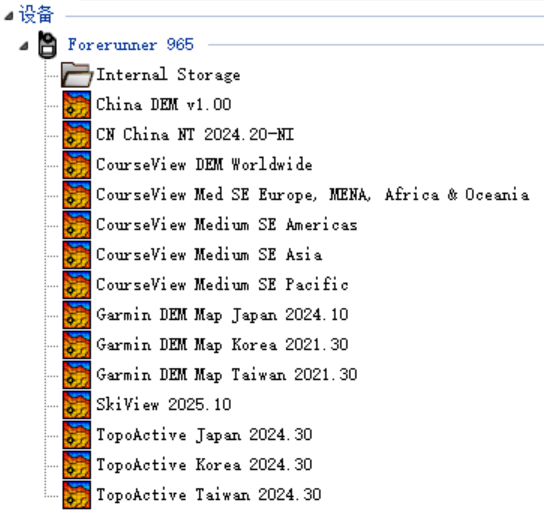 设备
Forerunner 965
Internal Storage
China DEM v1.00
CN China NT 2024.20-NI
CourseView DEM Worldwide
CourseView Med SE Europe, MENA, Africa & Oceania
CourseView Medium SE Americas
CourseView Medium SE Asia
CourseView Medium SE Pacific
Garmin DEM Map Japan 2024.10
Garmin DEM Map Korea 2021.30
Garmin DEM Map Taiwan 2021.30
SkiView 2025.10
TopoActive Japan 2024.30
TopoActive Korea 2024.30
TopoActive Taiwan 2024.30